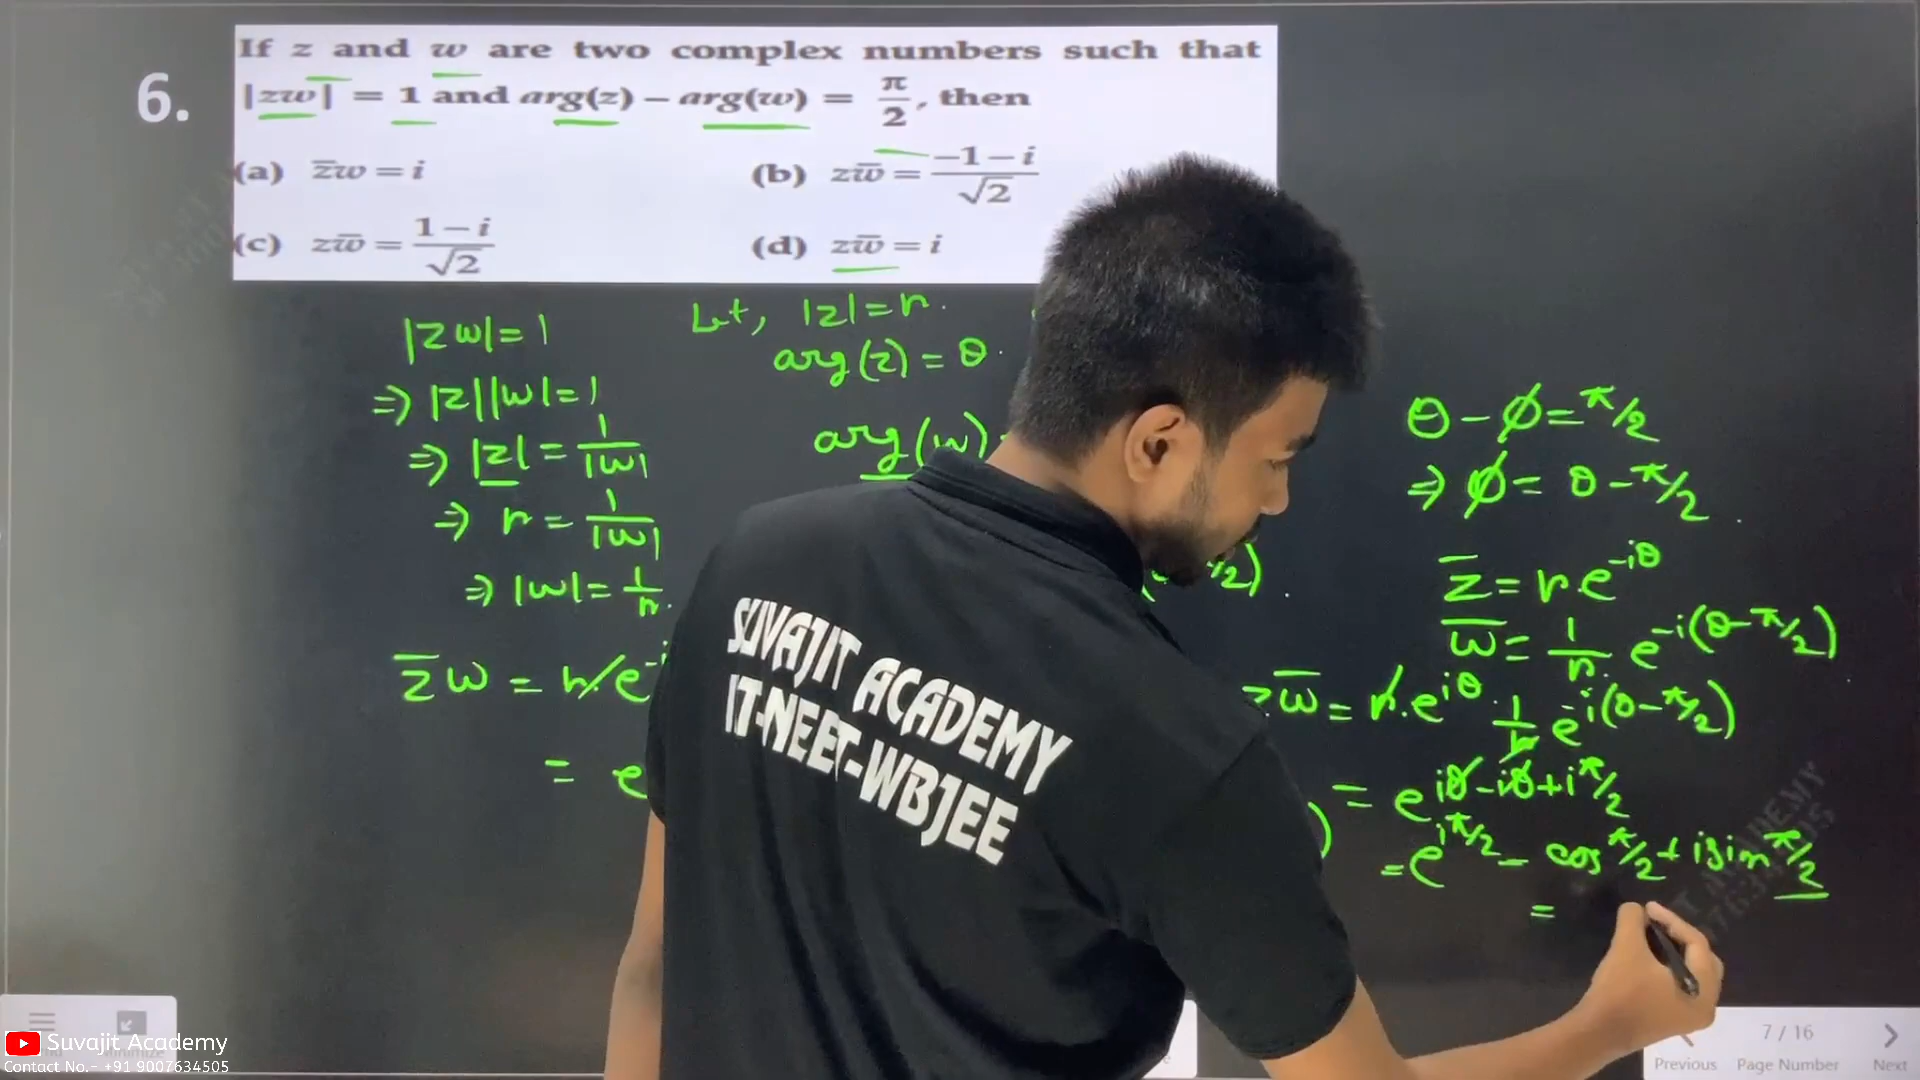 6.
If z and w are two complex numbers such that
|zw| = 1 and arg(z) – arg(w) = π/2, then
(a) z̄w = i
(b) zw̄ = (−1 − i)/√2
(c) zw̄ = (1 − i)/√2
(d) zw̄ = i
|zw| = 1
⇒ |z||w| = 1
⇒ |z| = 1/|w|
⇒ r = 1/|w|
⇒ |w| = 1/r.
z̄w = r e^-i
= e
Let, |z| = r.
arg(z) = θ.
arg(w)
π/2).
θ − ϕ = π/2
⇒ ϕ = θ − π/2.
z̄ = r.e^-iθ
w̄ = 1/r. e^-i(θ−π/2)
z.w̄ = r.e^iθ. 1/r e^-i(θ−π/2)
= e^iθ−iθ+iπ/2
= e^iπ/2 = cos π/2 + i sin π/2
=
SUVAJIT ACADEMY
IIT-NEET-WBJEE
Suvajit Academy
Contact No.- +91 9007634505
7 / 16
Previous
Page Number
Next